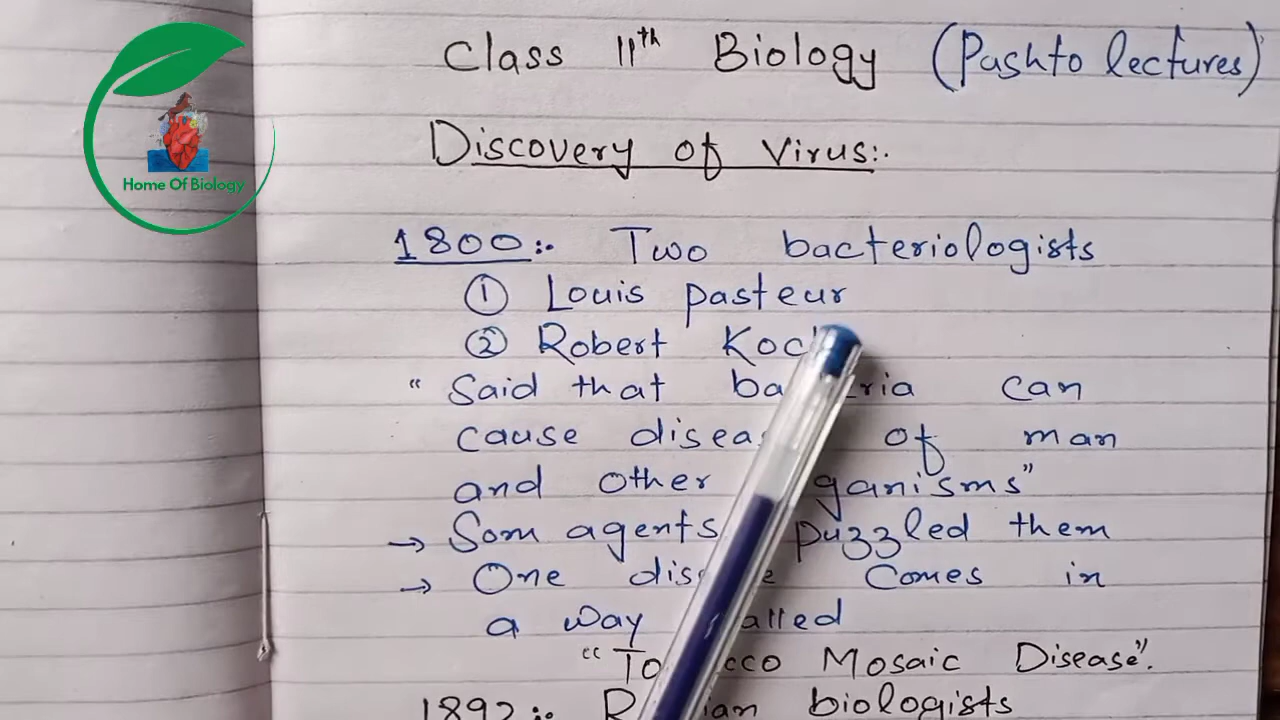 Class 11th Biology (Pashto lectures)
Discovery of Virus:.
Home Of Biology
1800:. Two bacteriologists
① Louis pasteur
② Robert
“ Said that can
cause of man
and other
→ Som agents puzzled them
→ One comes in
a way
Mosaic Disease”.
1892:. biologists